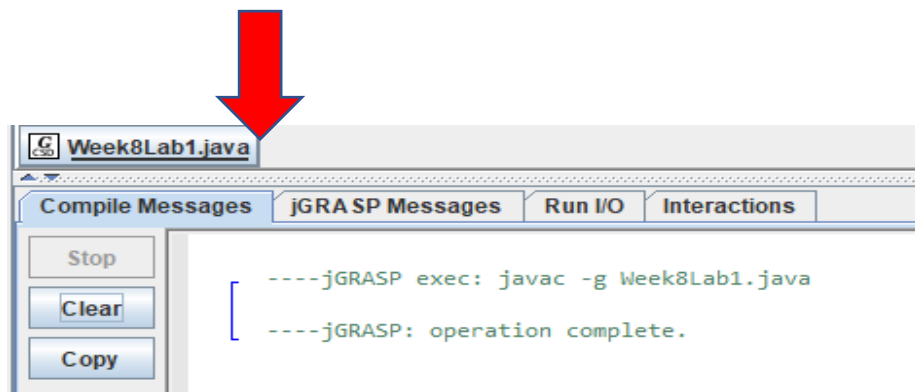 G
CSD
Week8Lab1.java
Compile Messages jGRASP Messages Run I/O Interactions
Stop
Clear
Copy
----jGRASP exec: javac -g Week8Lab1.java
----jGRASP: operation complete.